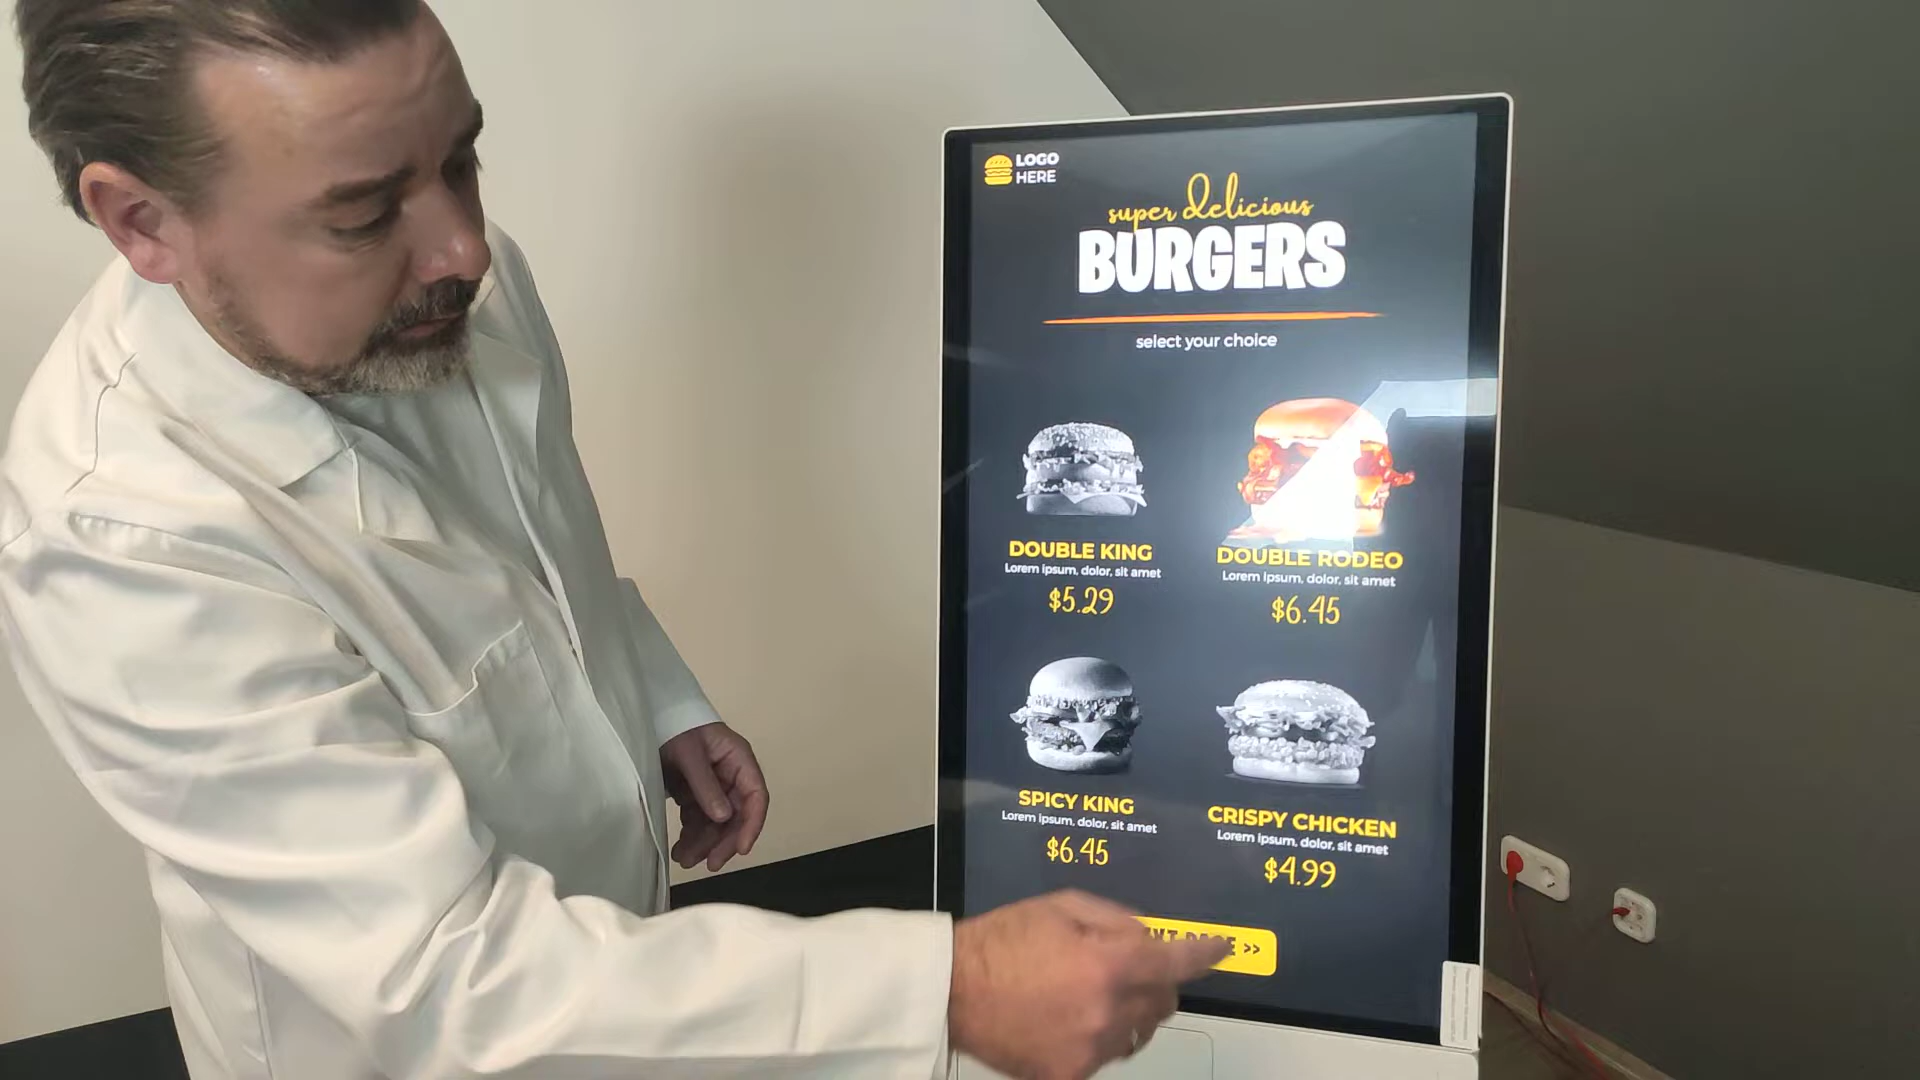 LOGO
HERE
super delicious
BURGERS
select your choice
DOUBLE KING
Lorem ipsum, dolor, sit amet
$5.29
DOUBLE RODEO
Lorem ipsum, dolor, sit amet
$6.45
SPICY KING
Lorem ipsum, dolor, sit amet
$6.45
CRISPY CHICKEN
Lorem ipsum, dolor, sit amet
$4.99
PAGE >>